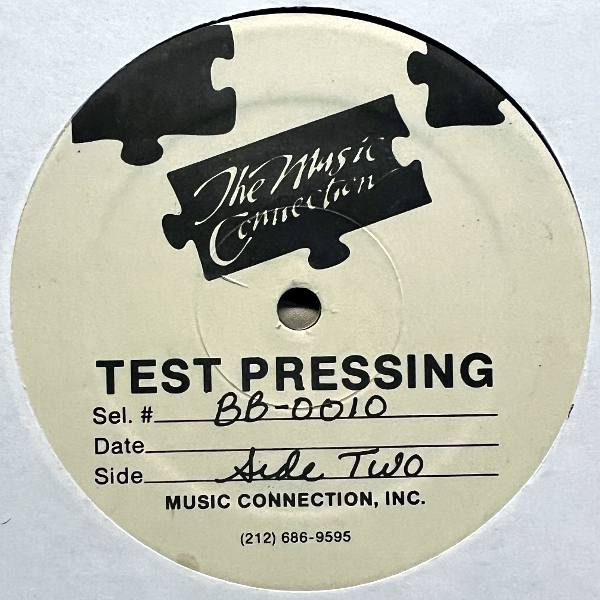 The Music
Connection
TEST PRESSING
Sel. # BB-0010
Date
Side Side Two
MUSIC CONNECTION, INC.
(212) 686-9595